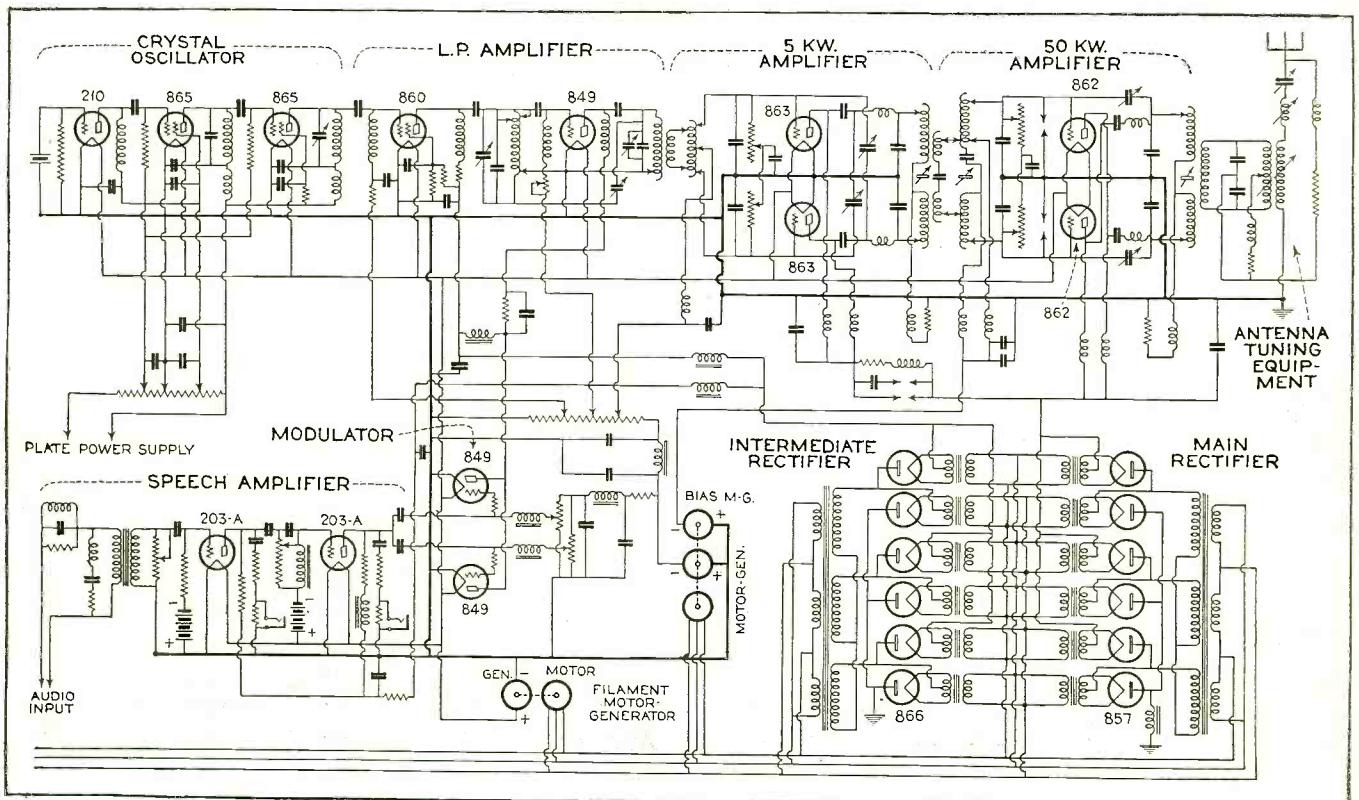 CRYSTAL
OSCILLATOR
L.P. AMPLIFIER
5 KW.
AMPLIFIER
50 KW.
AMPLIFIER
210
865
865
860
849
863
862
863
862
ANTENNA
TUNING
EQUIP-
MENT
PLATE POWER SUPPLY
MODULATOR
849
849
SPEECH AMPLIFIER
203-A
203-A
AUDIO
INPUT
-
+
-
+
BIAS M-G.
-
+
-
+
MOTOR-GEN.
GEN.
-
+
MOTOR
FILAMENT
MOTOR-
GENERATOR
INTERMEDIATE
RECTIFIER
MAIN
RECTIFIER
866
857